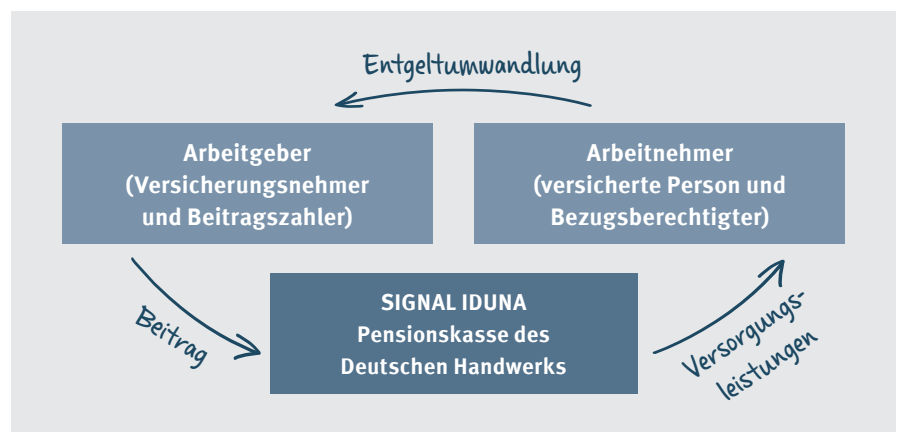 Entgeltumwandlung
Arbeitgeber
(Versicherungsnehmer
und Beitragszahler)
Arbeitnehmer
(versicherte Person und
Bezugsberechtigter)
Beitrag
SIGNAL IDUNA
Pensionskasse des
Deutschen Handwerks
Versorgungs-
leistungen